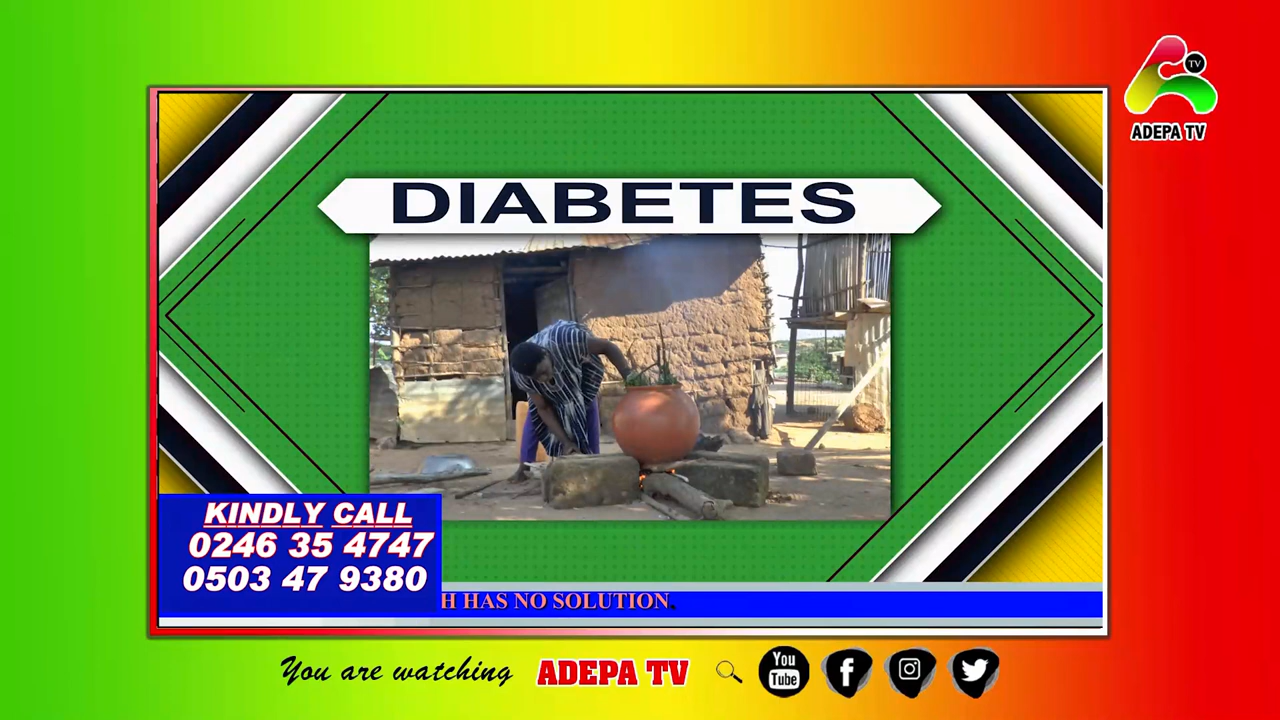 TV
ADEPA TV
DIABETES
KINDLY CALL
0246 35 4747
0503 47 9380
H HAS NO SOLUTION.
You are watching ADEPA TV
You
Tube